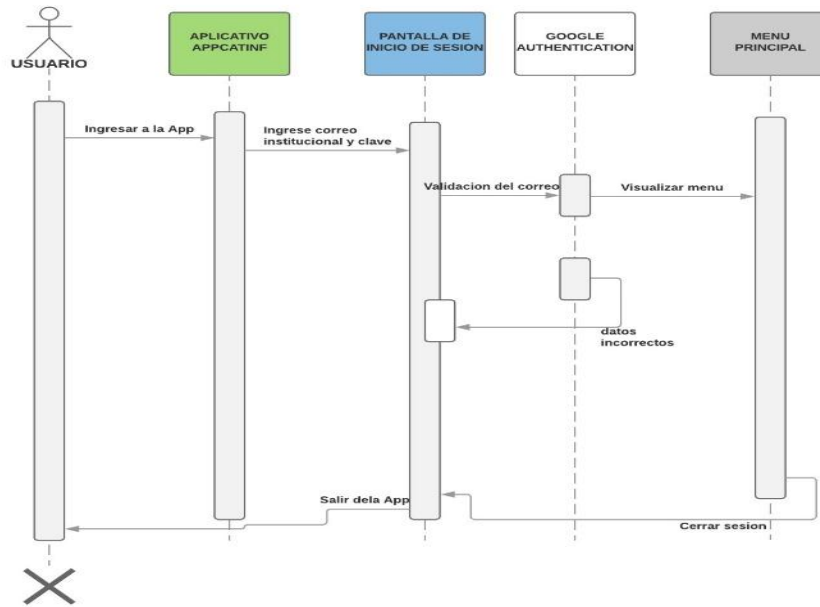 USUARIO
APLICATIVO
APPCATINF
PANTALLA DE
INICIO DE SESION
GOOGLE
AUTHENTICATION
MENU
PRINCIPAL
Ingresar a la App
Ingrese correo
institucional y clave
Validacion del correo
Visualizar menu
datos
incorrectos
Salir dela App
Cerrar sesion